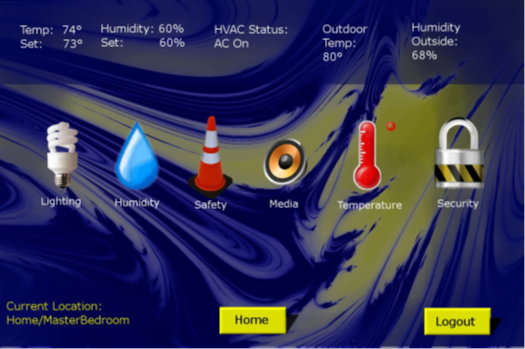 Temp: 74°
Set: 73°
Humidity: 60%
Set: 60%
HVAC Status:
AC On
Outdoor
Temp:
80°
Humidity
Outside:
68%
Lighting
Humidity
Safety
Media
Temperature
Security
Current Location:
Home/MasterBedroom
Home
Logout